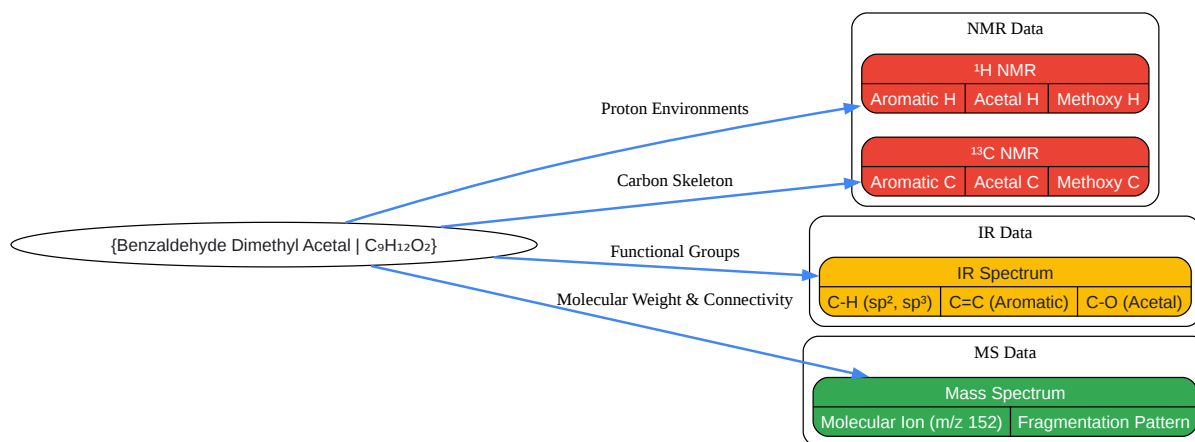 NMR Data
¹H NMR
Aromatic H
Acetal H
Methoxy H
Proton Environments
¹³C NMR
Carbon Skeleton
Aromatic C
Acetal C
Methoxy C
{Benzaldehyde Dimethyl Acetal | C₉H₁₂O₂}
IR Data
Functional Groups
IR Spectrum
C-H (sp², sp³)
C=C (Aromatic)
C-O (Acetal)
Molecular Weight & Connectivity
MS Data
Mass Spectrum
Molecular Ion (m/z 152)
Fragmentation Pattern